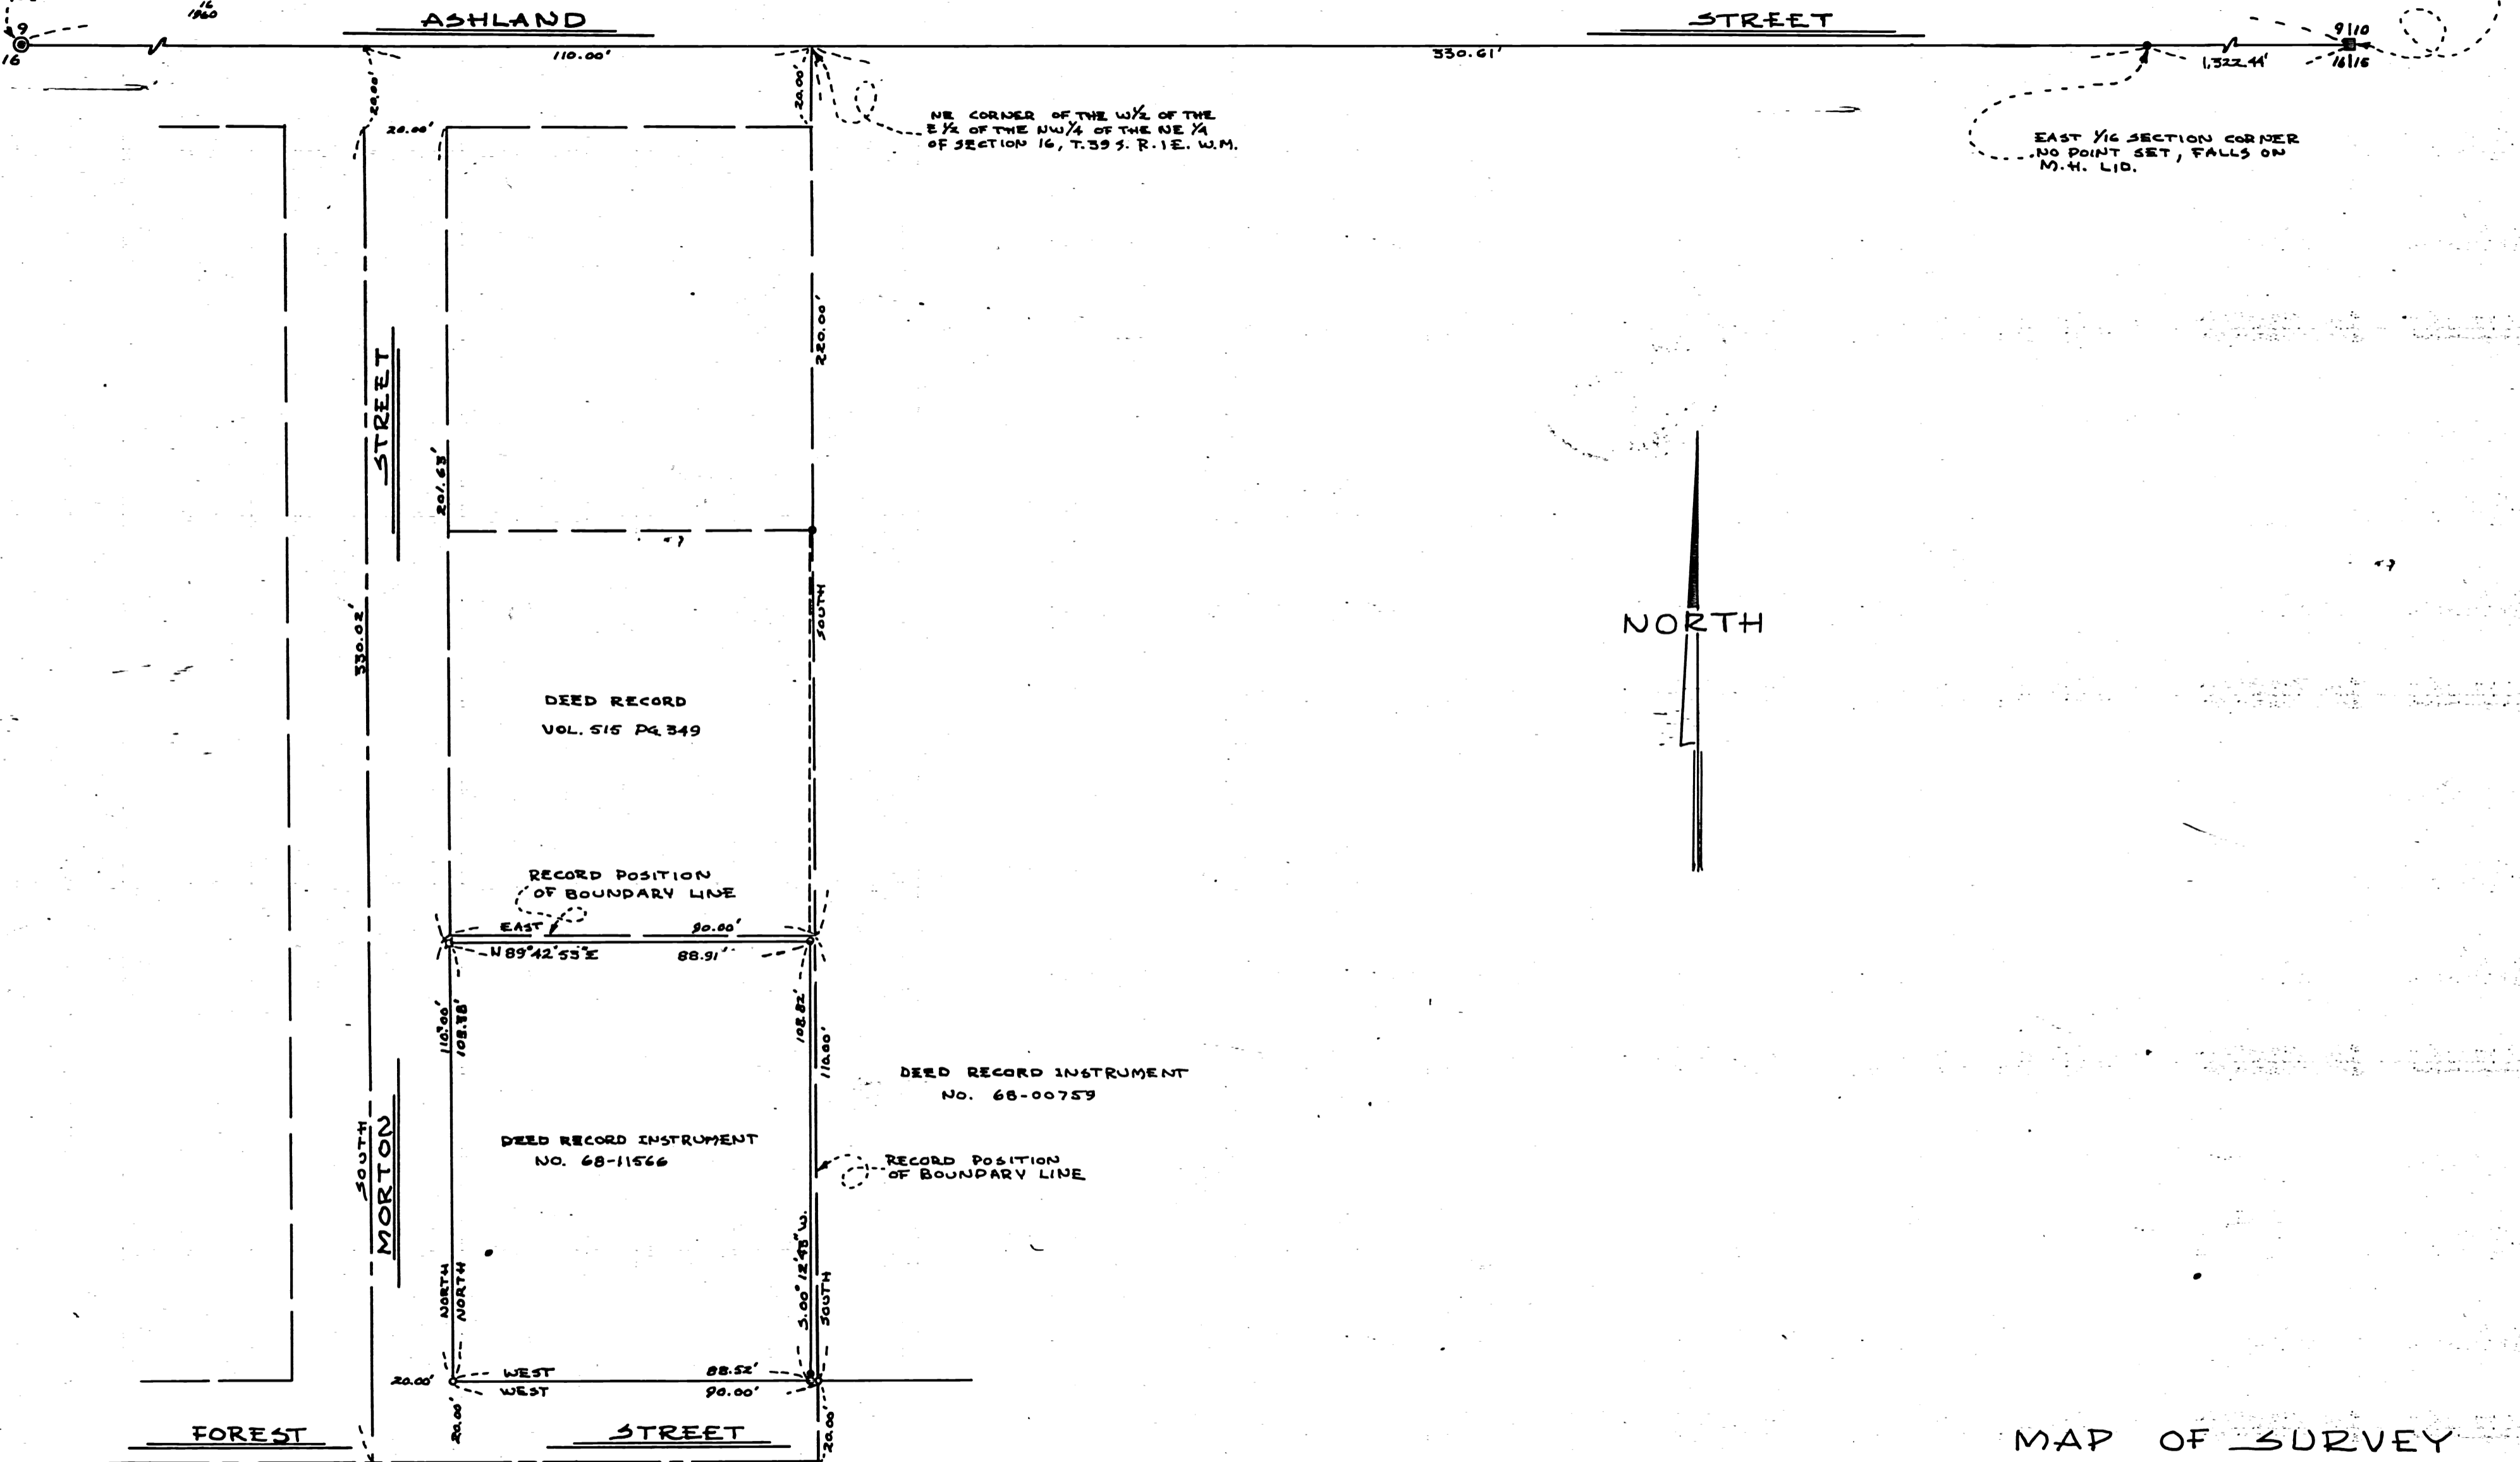 16
1960
ASHLAND STREET
9
16
110.00'
330.61'
1,322.44'
9|10
16|15
20.00'
20.00'
20.00'
NE CORNER OF THE W½ OF THE
E½ OF THE NW¼ OF THE NE ¼
OF SECTION 16, T.39 S. R.1E. W.M.
EAST 1/16 SECTION CORNER
NO POINT SET, FALLS ON
M.H. LID.
220.00'
STREET
201.63'
SOUTH
330.02'
NORTH
DEED RECORD
VOL. 515 PG 349
RECORD POSITION
OF BOUNDARY LINE
EAST 90.00'
N 89°42'53"E 88.91'
110.00'
108.82'
110.00'
DEED RECORD INSTRUMENT
NO. 68-00759
DEED RECORD INSTRUMENT
NO. 68-11566
RECORD POSITION
OF BOUNDARY LINE
SOUTH
MORTON
NORTH
NORTH
S.00°12'48"W.
SOUTH
20.00'
WEST 88.52'
WEST 90.00'
20.00'
20.00'
FOREST STREET
MAP OF SURVEY